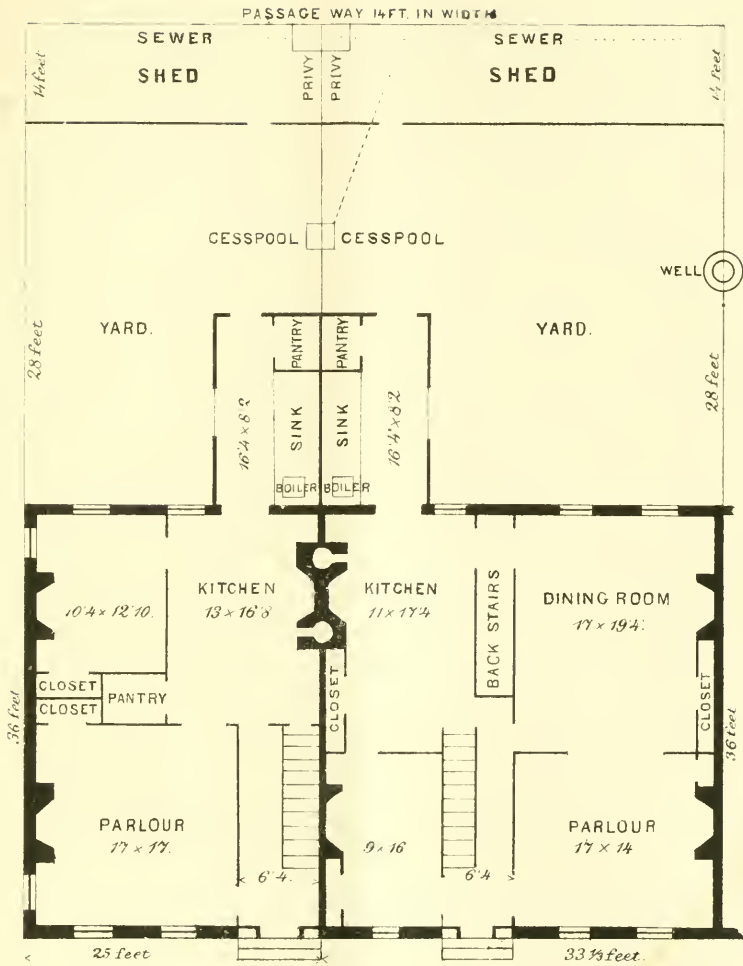 PASSAGE WAY 14FT. IN WIDTH
SEWER
SEWER
SHED
SHED
PRIVY
PRIVY
14 feet
14 feet
CESSPOOL
CESSPOOL
WELL
YARD.
YARD.
28 feet
28 feet
PANTRY
PANTRY
SINK
SINK
16'4 × 8'2
16'4 × 8'2
BOILER
BOILER
KITCHEN
13 × 16'8
KITCHEN
11 × 17'4
BACK STAIRS
DINING ROOM
17 × 19'4.
10'4 × 12'10.
CLOSET
CLOSET
PANTRY
CLOSET
CLOSET
36 feet
36 feet
PARLOUR
17 × 17.
9 × 16
PARLOUR
17 × 14
6'4.
6'4
25 feet
33⅓ feet.